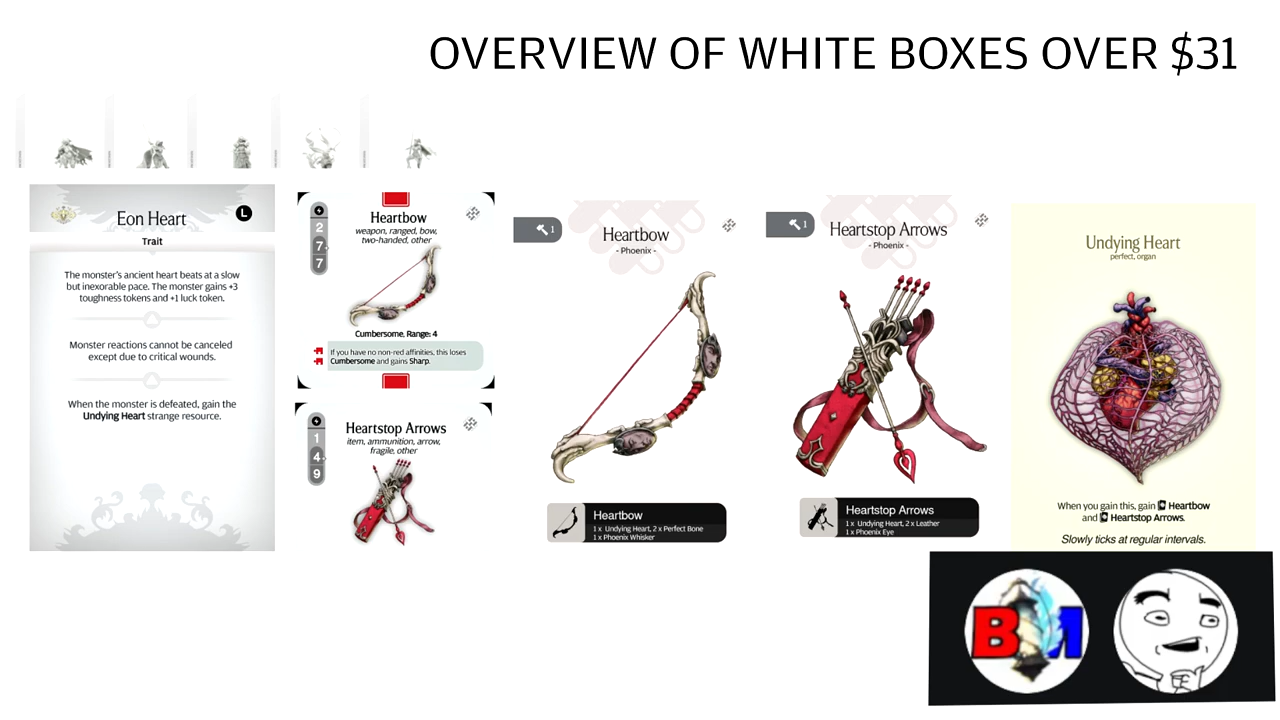 OVERVIEW OF WHITE BOXES OVER $31
Eon Heart
L
Trait
The monster's ancient heart beats at a slow
but inexorable pace. The monster gains +3
toughness tokens and +1 luck token.
Monster reactions cannot be canceled
except due to critical wounds.
When the monster is defeated, gain the
Undying Heart strange resource.
Heartbow
weapon, ranged, bow,
two-handed, other
2
7
7
Cumbersome, Range: 4
If you have no non-red affinities, this loses
Cumbersome and gains Sharp.
Heartstop Arrows
item, ammunition, arrow,
fragile, other
1
4
9
1
Heartbow
- Phoenix -
Heartbow
1 x Undying Heart, 2 x Perfect Bone
1 x Phoenix Whisker
1
Heartstop Arrows
- Phoenix -
Heartstop Arrows
1 x Undying Heart, 2 x Leather
1 x Phoenix Eye
Undying Heart
perfect, organ
When you gain this, gain Heartbow
and Heartstop Arrows.
Slowly ticks at regular intervals.
B M